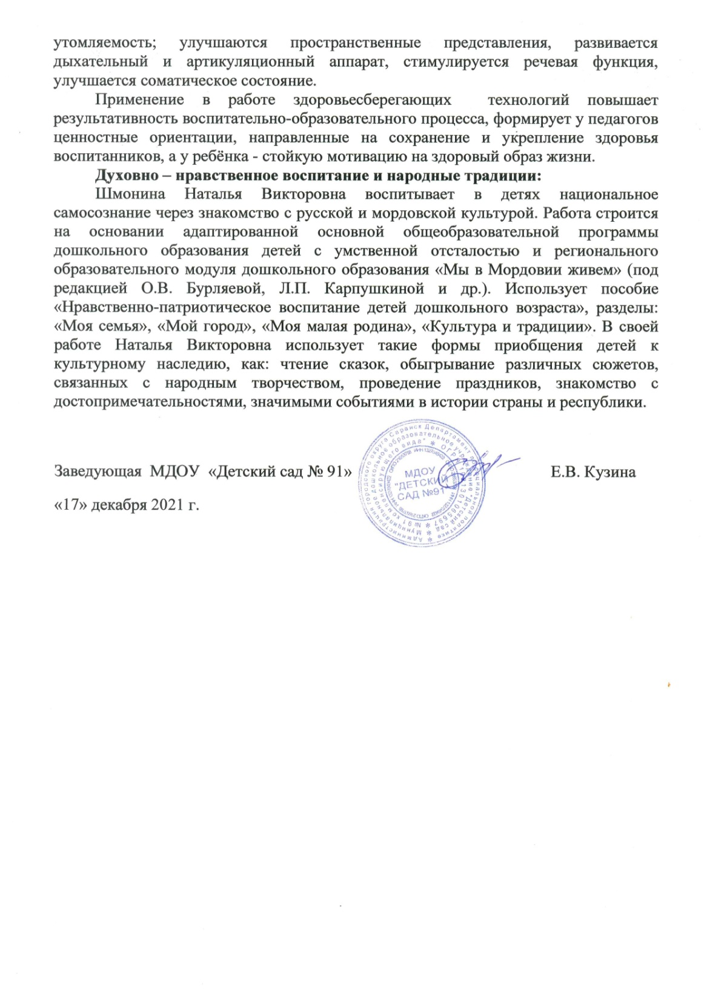 утомляемость; улучшаются пространственные представления, развивается
дыхательный и артикуляционный аппарат, стимулируется речевая функция,
улучшается соматическое состояние.
Применение в работе здоровьесберегающих технологий повышает
результативность воспитательно-образовательного процесса, формирует у педагогов
ценностные ориентации, направленные на сохранение и укрепление здоровья
воспитанников, а у ребёнка - стойкую мотивацию на здоровый образ жизни.
Духовно – нравственное воспитание и народные традиции:
Шмонина Наталья Викторовна воспитывает в детях национальное
самосознание через знакомство с русской и мордовской культурой. Работа строится
на основании адаптированной основной общеобразовательной программы
дошкольного образования детей с умственной отсталостью и регионального
образовательного модуля дошкольного образования «Мы в Мордовии живем» (под
редакцией О.В. Бурляевой, Л.П. Карпушкиной и др.). Использует пособие
«Нравственно-патриотическое воспитание детей дошкольного возраста», разделы:
«Моя семья», «Мой город», «Моя малая родина», «Культура и традиции». В своей
работе Наталья Викторовна использует такие формы приобщения детей к
культурному наследию, как: чтение сказок, обыгрывание различных сюжетов,
связанных с народным творчеством, проведение праздников, знакомство с
достопримечательностями, значимыми событиями в истории страны и республики.
Заведующая МДОУ «Детский сад № 91» Е.В. Кузина
«17» декабря 2021 г.
МДОУ
"ДЕТСКИЙ
САД №91"